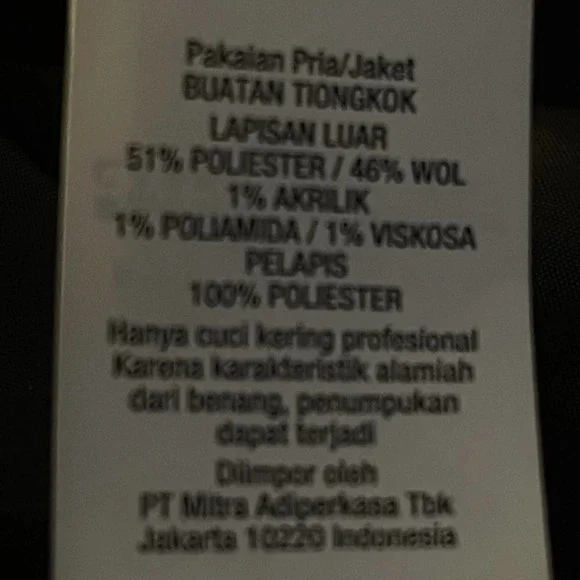 Pakaian Pria/Jaket
BUATAN TIONGKOK
LAPISAN LUAR
51% POLIESTER / 46% WOL
1% AKRILIK
1% POLIAMIDA / 1% VISKOSA
PELAPIS
100% POLIESTER
Hanya cuci kering profesional
Karena karakteristik alamiah
dari benang, penumpukan
dapat terjadi
Diimpor oleh
PT Mitra Adiperkasa Tbk
Jakarta 10220 Indonesia